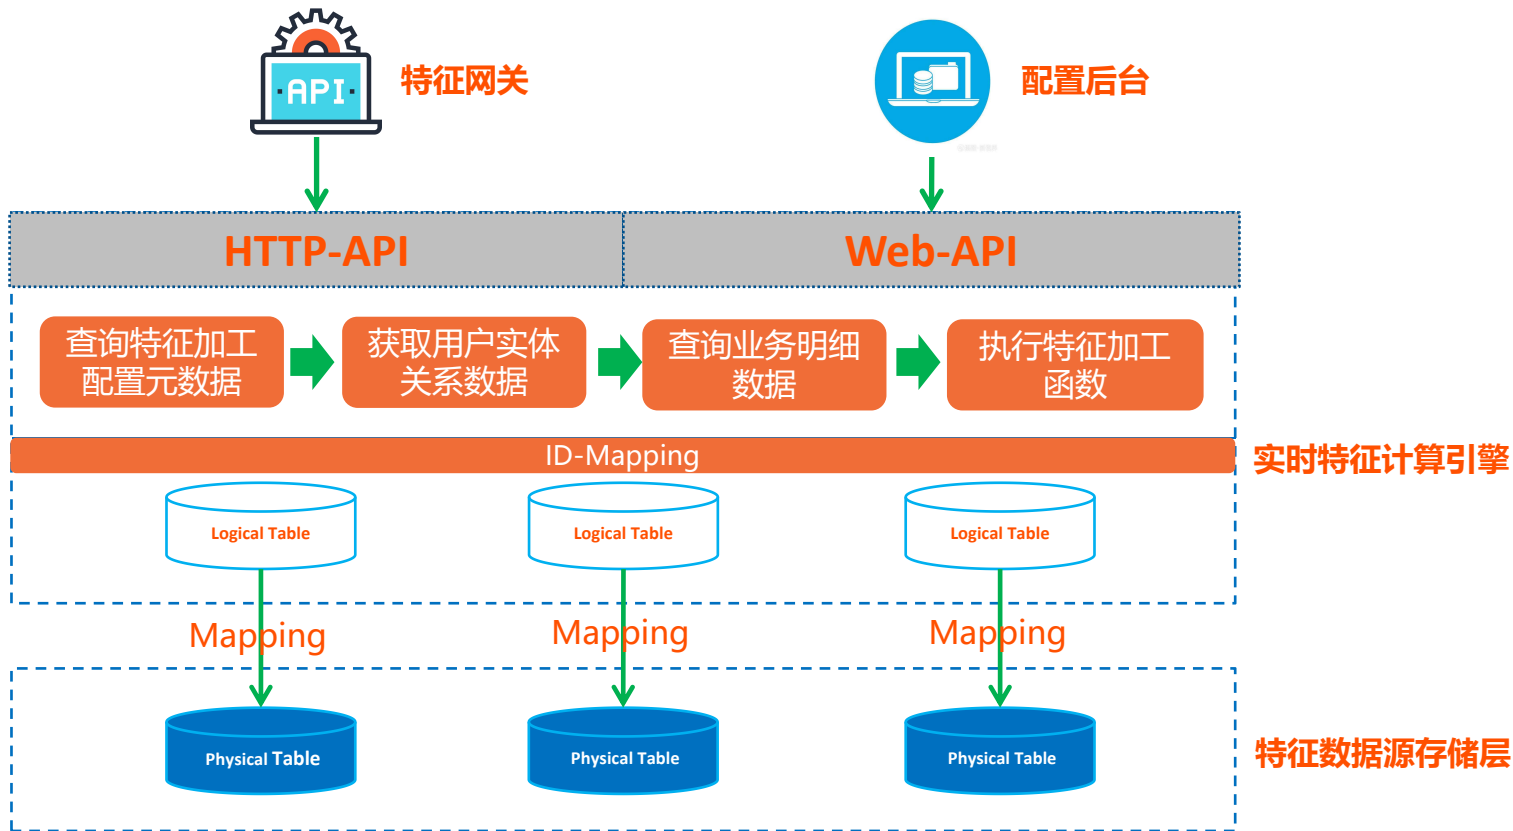 API
特征网关
配置后台
HTTP-API
Web-API
查询特征加工
配置元数据
获取用户实体
关系数据
查询业务明细
数据
执行特征加工
函数
ID-Mapping
实时特征计算引擎
Logical Table
Logical Table
Logical Table
Mapping
Mapping
Mapping
Physical Table
Physical Table
Physical Table
特征数据源存储层